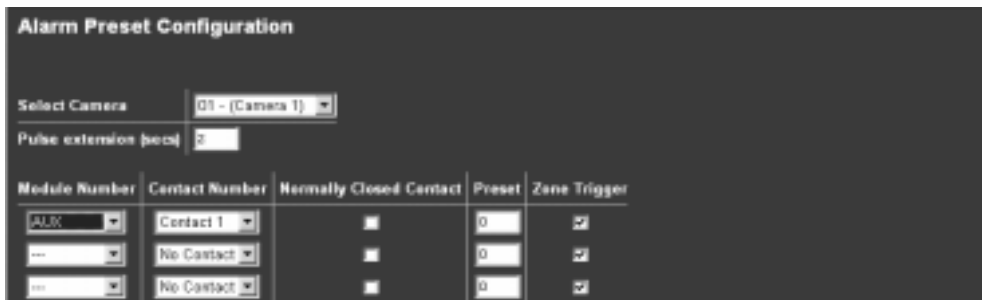 Alarm Preset Configuration
Select Camera 01 - (Camera 1)
Pulse extension (secs) 2
Module Number Contact Number Normally Closed Contact Preset Zone Trigger
AUX Contact 1 0
--- No Contact 0
--- No Contact 0